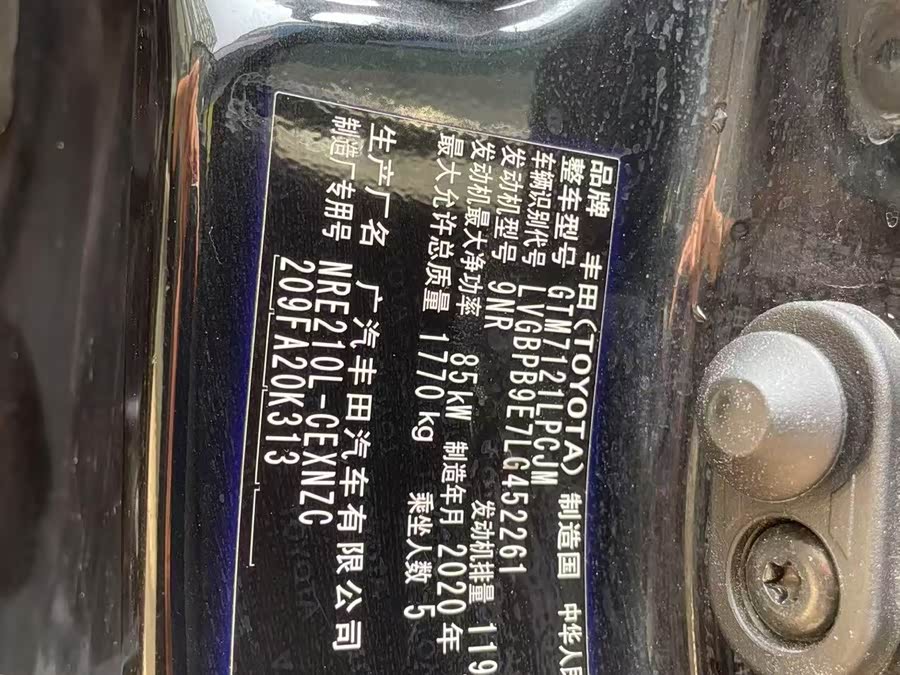 品牌 丰田(TOYOTA) 制造国 中华人民
整车型号 GTM7121LPCJM
车辆识别代号 LVGBPB9E7LG452261
发动机型号 9NR 发动机排量 119
发动机最大净功率 85kW 制造年月 2020年
最大允许总质量 1770kg 乘坐人数 5
生产厂名 广汽丰田汽车有限公司
制造厂专用号 NRE210L-CEXNZC
209FA20K313